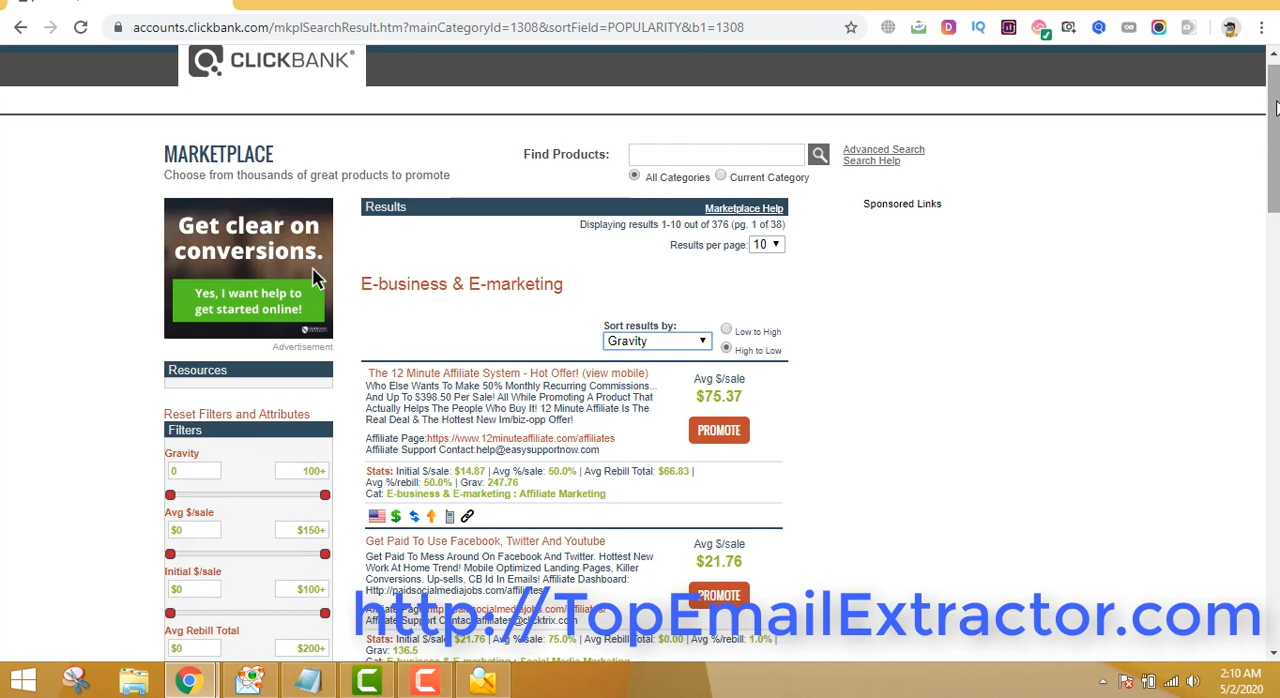 accounts.clickbank.com/mkplSearchResult.htm?mainCategoryId=1308&sortField=POPULARITY&b1=1308
CLICKBANK®
MARKETPLACE
Choose from thousands of great products to promote
Find Products:
Advanced Search
Search Help
All Categories
Current Category
Get clear on
conversions.
Yes, I want help to
get started online!
Advertisement
Resources
Reset Filters and Attributes
Filters
Gravity
0
100+
Avg $/sale
$0
$150+
Initial $/sale
$0
$100+
Avg Rebill Total
$0
$200+
Results
Marketplace Help
Displaying results 1-10 out of 376 (pg. 1 of 38)
Results per page: 10
E-business & E-marketing
Sort results by:
Gravity
Low to High
High to Low
The 12 Minute Affiliate System - Hot Offer! (view mobile)
Who Else Wants To Make 50% Monthly Recurring Commissions...
And Up To $398.50 Per Sale! All While Promoting A Product That
Actually Helps The People Who Buy It! 12 Minute Affiliate Is The
Real Deal & The Hottest New Im/biz-opp Offer!
Affiliate Page:https://www.12minuteaffiliate.com/affiliates
Affiliate Support Contact:help@easysupportnow.com
Avg $/sale
$75.37
PROMOTE
Stats: Initial $/sale: $14.87 | Avg %/sale: 50.0% | Avg Rebill Total: $66.83 |
Avg %/rebill: 50.0% | Grav: 247.76
Cat: E-business & E-marketing : Affiliate Marketing
Get Paid To Use Facebook, Twitter And Youtube
Get Paid To Mess Around On Facebook And Twitter. Hottest New
Work At Home Trend! Mobile Optimized Landing Pages, Killer
Conversions. Up-sells, CB Id In Emails! Affiliate Dashboard:
Http://paidsocialmediajobs.com/affiliates
Affiliate Page:http://paidsocialmediajobs.com/affiliates/
Affiliate Support Contact:affiliates@clicktrix.com
Avg $/sale
$21.76
PROMOTE
Stats: Initial $/sale: $21.76 | Avg %/sale: 75.0% | Avg Rebill Total: $0.00 | Avg %/rebill: 1.0% |
Grav: 136.5
Cat: E-business & E-marketing : Social Media Marketing
Sponsored Links
http://TopEmailExtractor.com
2:10 AM
5/2/2020